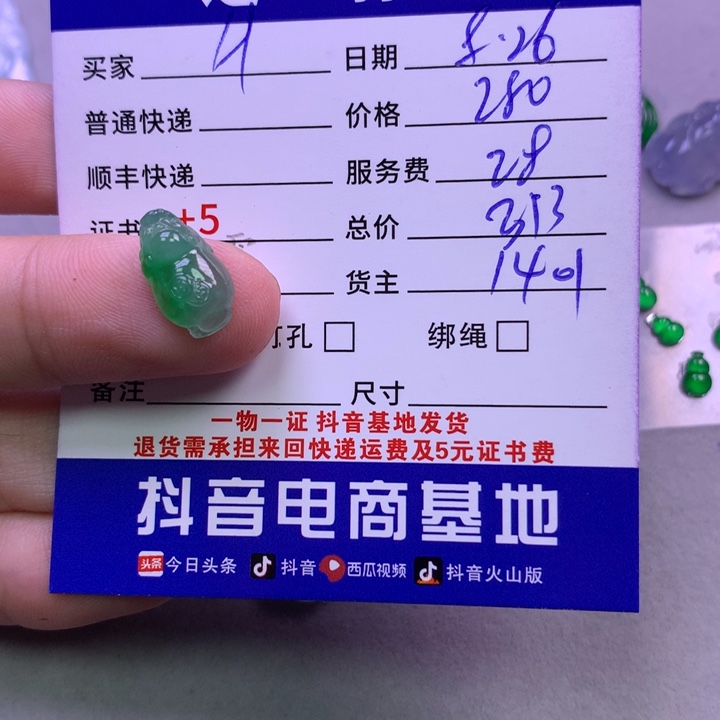 买家 日期 8.26
普通快递 价格 280
顺丰快递 服务费 28
证书 +5 总价 313
货主 1401
打孔 绑绳
备注 尺寸
一物一证 抖音基地发货
退货需承担来回快递运费及5元证书费
抖音电商基地
头条 今日头条 抖音 西瓜视频 抖音火山版